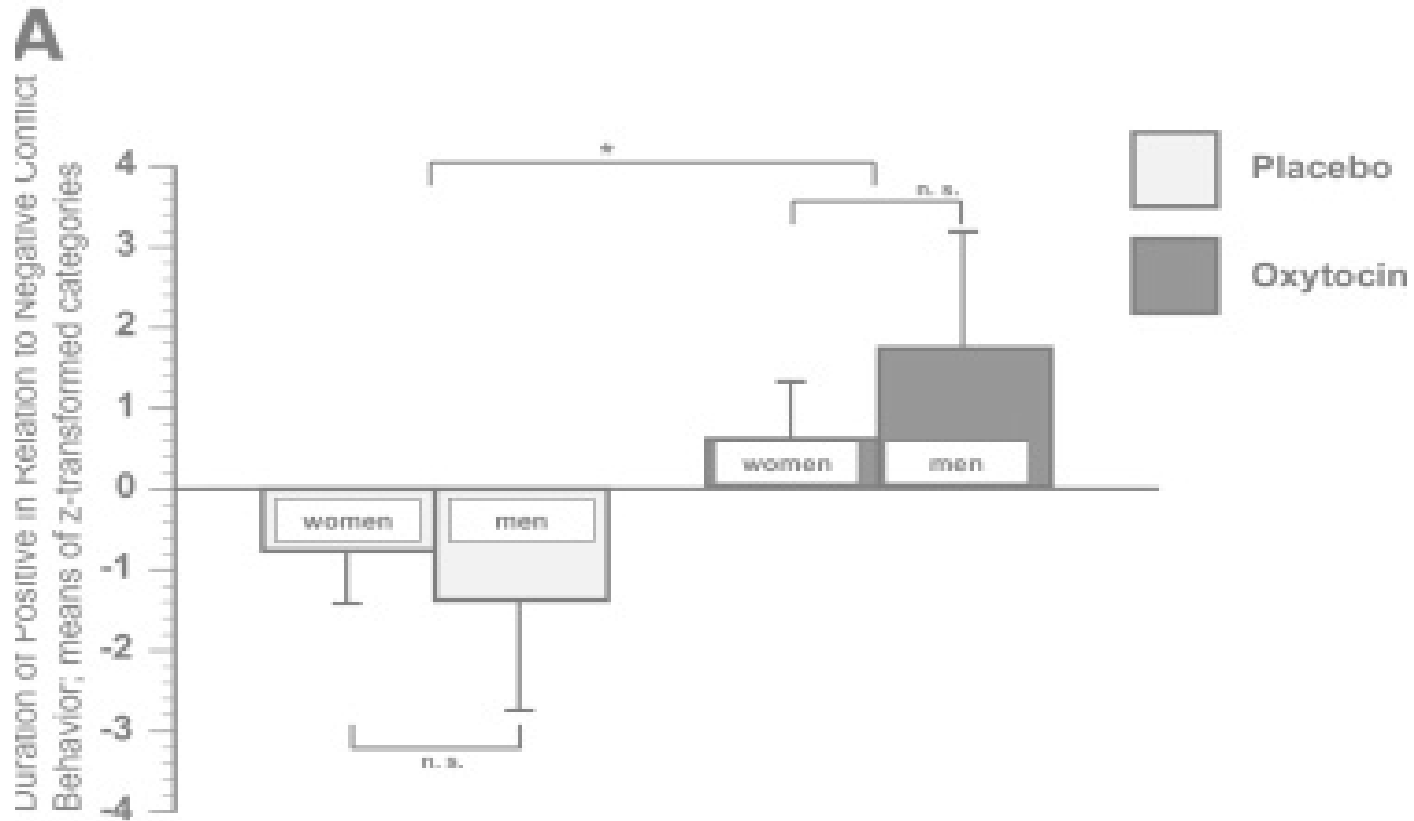 A
Duration of Positive in Relation to Negative Conflict
Behavior; means of z-transformed categories
4
3
2
1
0
-1
-2
-3
-4
*
n. s.
women
men
women
men
n. s.
Placebo
Oxytocin